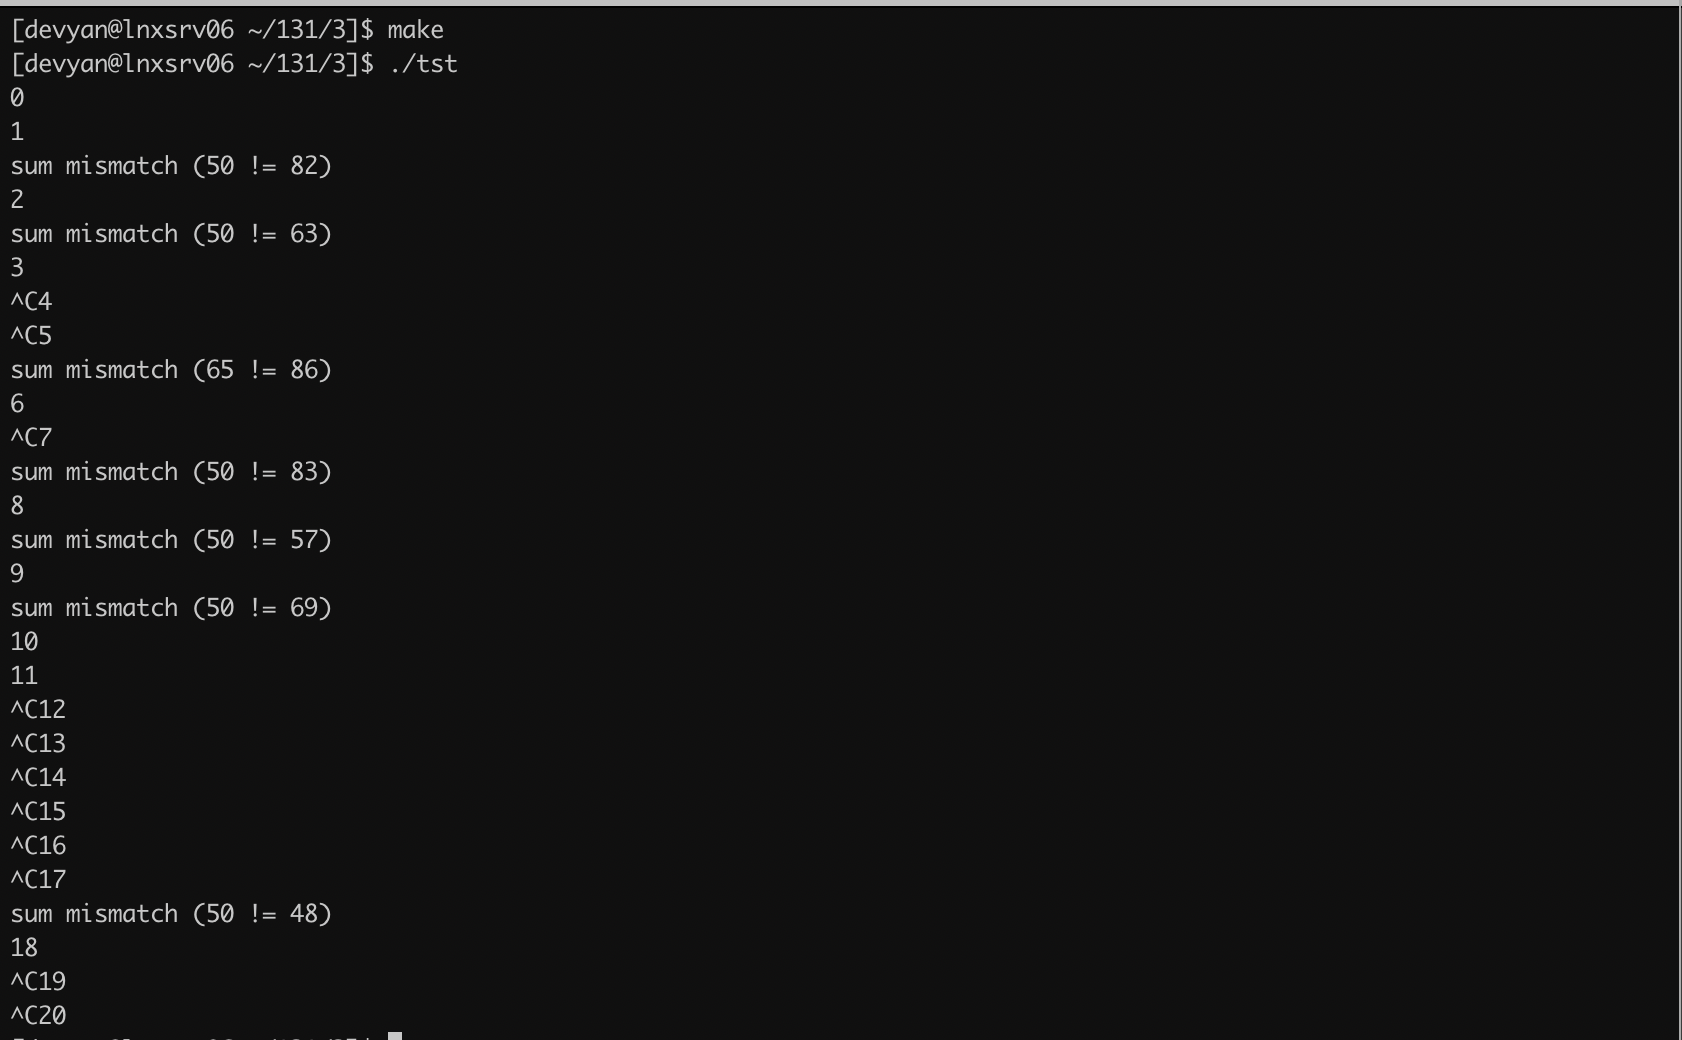 [devyan@lnxsrv06 ~/131/3]$ make
[devyan@lnxsrv06 ~/131/3]$ ./tst
0
1
sum mismatch (50 != 82)
2
sum mismatch (50 != 63)
3
^C4
^C5
sum mismatch (65 != 86)
6
^C7
sum mismatch (50 != 83)
8
sum mismatch (50 != 57)
9
sum mismatch (50 != 69)
10
11
^C12
^C13
^C14
^C15
^C16
^C17
sum mismatch (50 != 48)
18
^C19
^C20